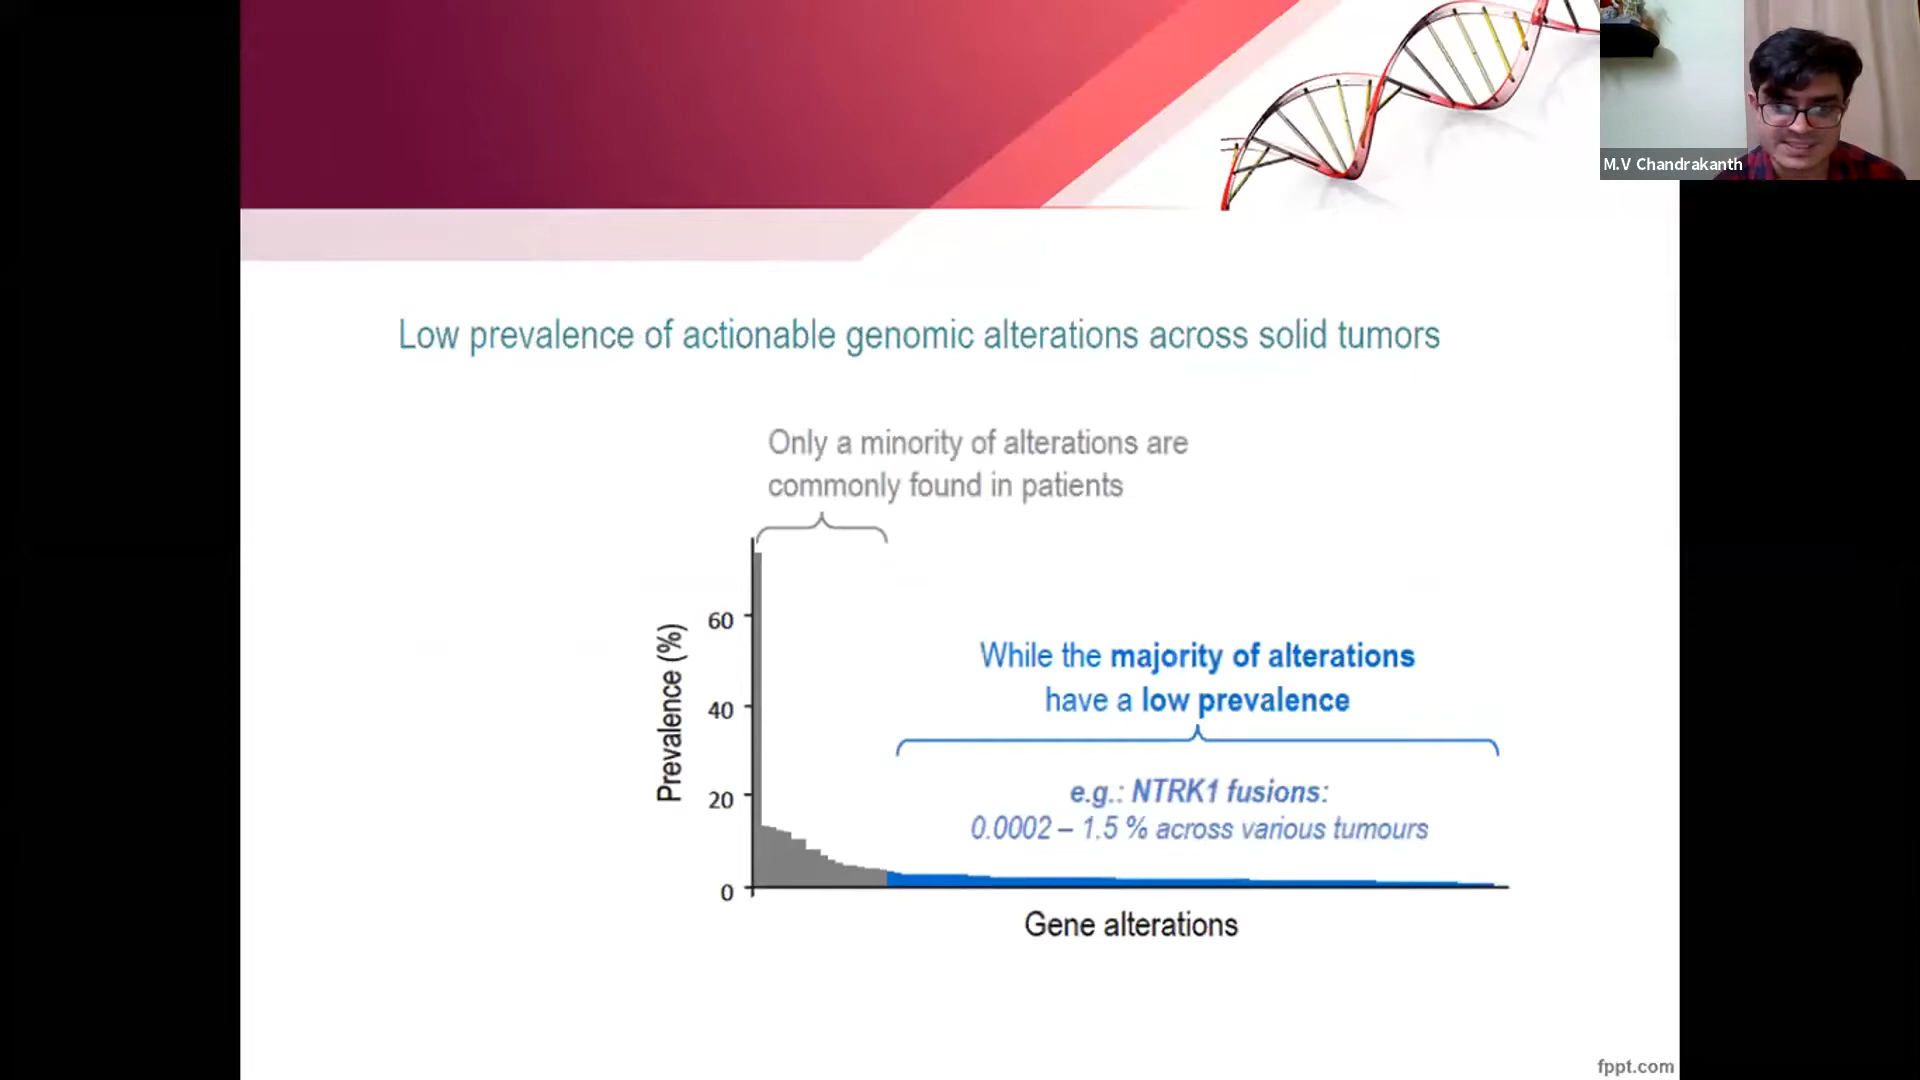 M.V Chandrakanth
Low prevalence of actionable genomic alterations across solid tumors
Only a minority of alterations are
commonly found in patients
Prevalence (%)
60
40
20
0
While the majority of alterations
have a low prevalence
e.g.: NTRK1 fusions:
0.0002 – 1.5 % across various tumours
Gene alterations
fppt.com